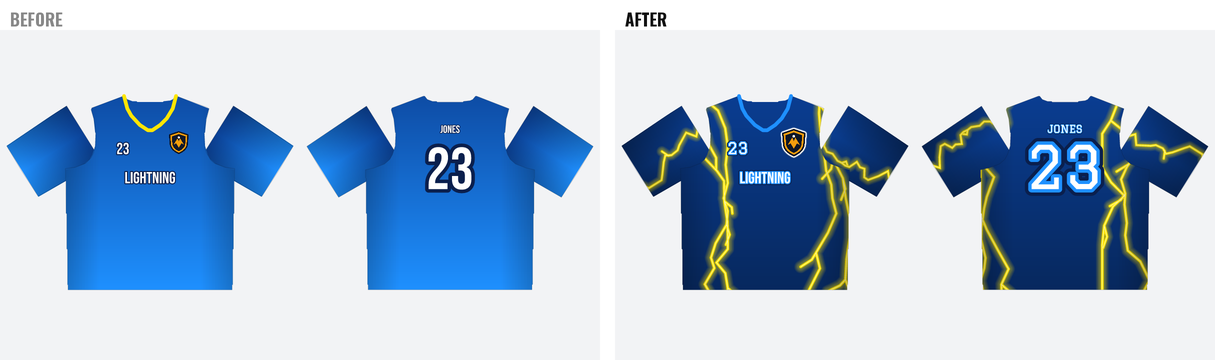 BEFORE
AFTER
23
LIGHTNING
JONES
23
23
LIGHTNING
JONES
23